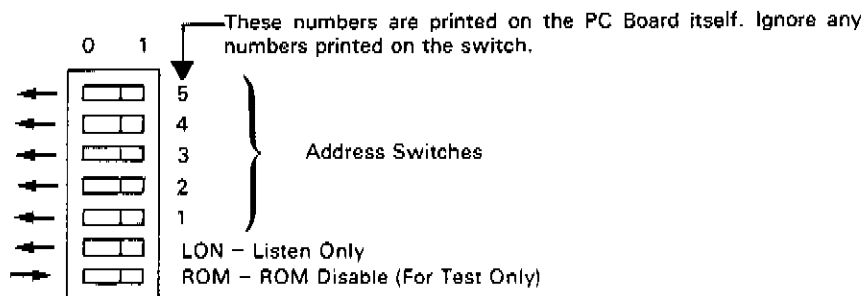 These numbers are printed on the PC Board itself. Ignore any
numbers printed on the switch.
0 1
5
4
3
2
1
Address Switches
LON – Listen Only
ROM – ROM Disable (For Test Only)